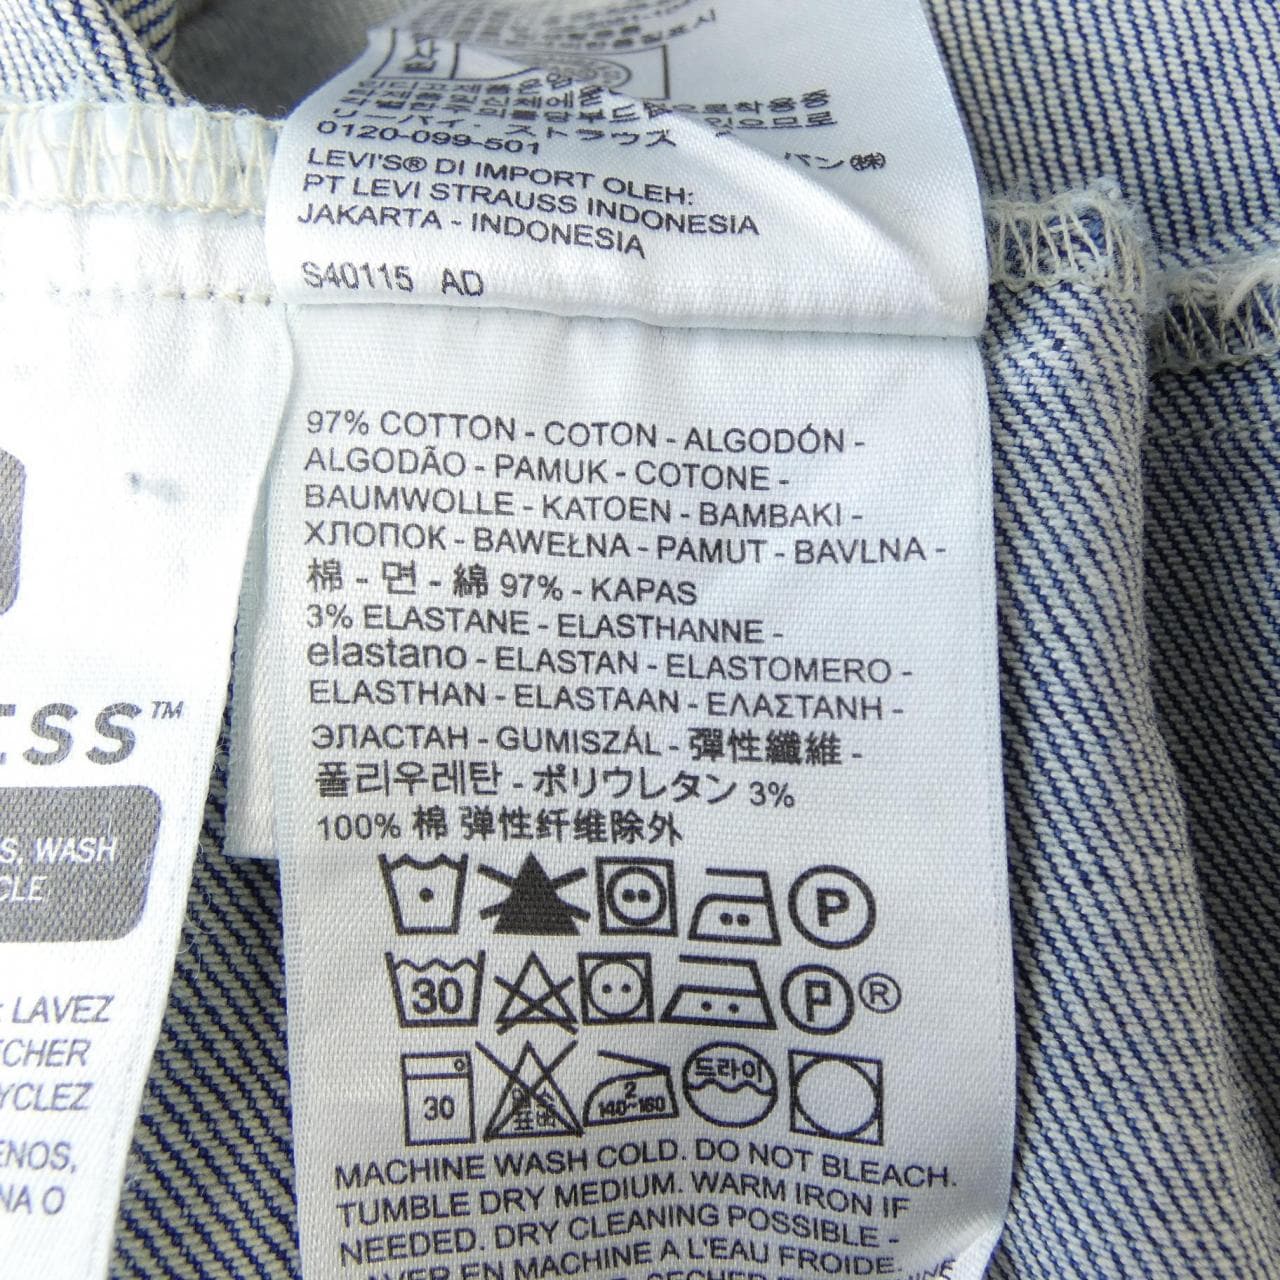 0120-099-501
LEVI'S® DI IMPORT OLEH:
PT LEVI STRAUSS INDONESIA
JAKARTA - INDONESIA
S40115 AD
97% COTTON - COTON - ALGODÓN -
ALGODÃO - PAMUK - COTONE -
BAUMWOLLE - KATOEN - BAMBAKI -
ХЛОПОК - BAWEŁNA - PAMUT - BAVLNA -
棉 - 면 - 綿 97% - KAPAS
3% ELASTANE - ELASTHANNE -
elastano - ELASTAN - ELASTOMERO -
ELASTHAN - ELASTAAN - ΕΛΑΣΤΑΝΗ -
ЭЛАСТАН - GUMISZÁL - 彈性纖維 -
폴리우레탄 - ポリウレタン 3%
100% 棉 弹性纤维除外
P
30 P ®
30 2 140~160 드라이
MACHINE WASH COLD. DO NOT BLEACH.
TUMBLE DRY MEDIUM. WARM IRON IF
NEEDED. DRY CLEANING POSSIBLE -
LAVER EN MACHINE A L'EAU FROIDE.
ESS™
S, WASH
CLE
: LAVEZ